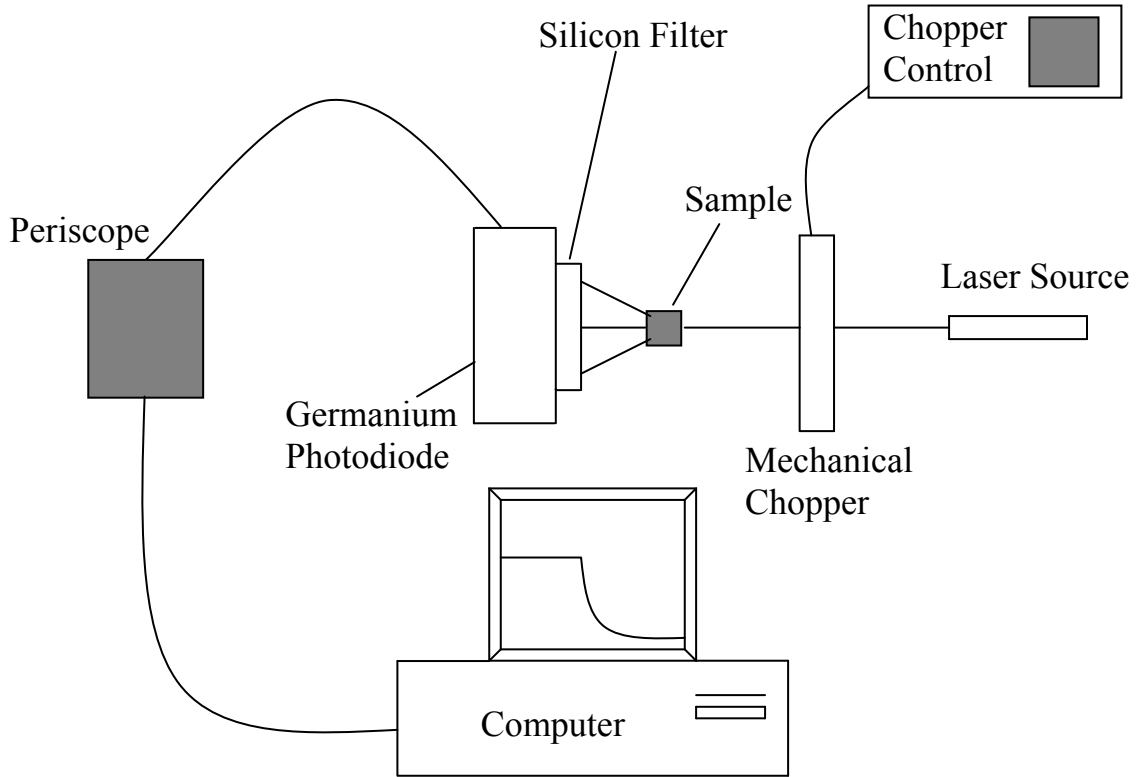 Silicon Filter
Chopper
Control
Sample
Periscope
Laser Source
Germanium
Photodiode
Mechanical
Chopper
Computer